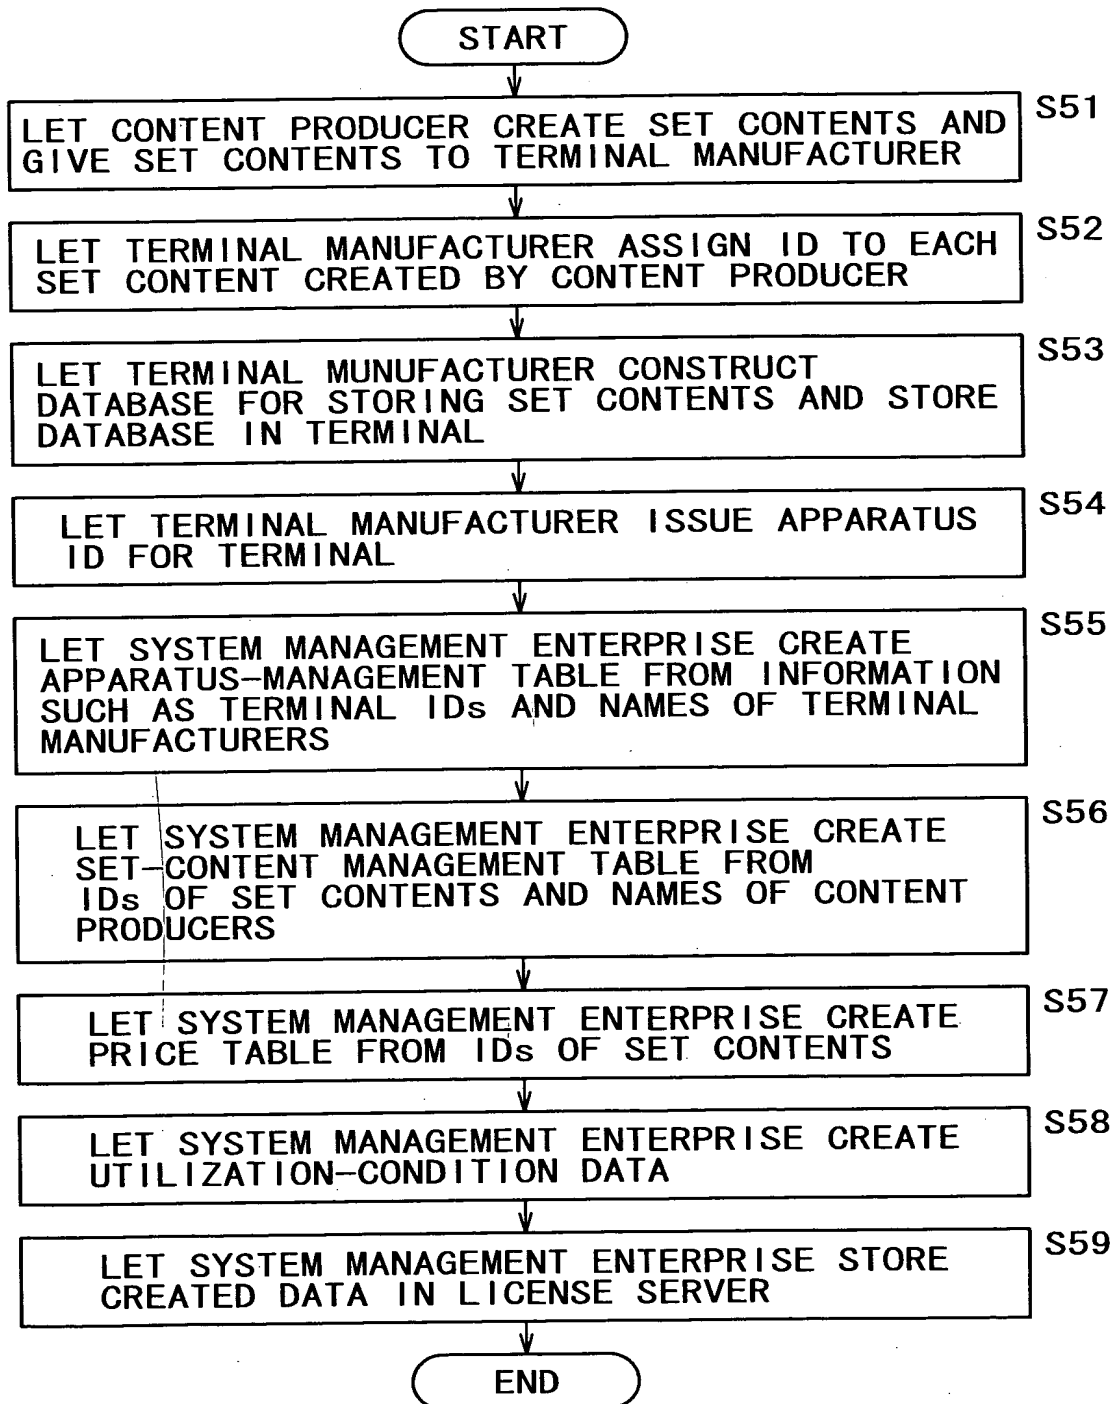 START
S51
LET CONTENT PRODUCER CREATE SET CONTENTS AND
GIVE SET CONTENTS TO TERMINAL MANUFACTURER
S52
LET TERMINAL MANUFACTURER ASSIGN ID TO EACH
SET CONTENT CREATED BY CONTENT PRODUCER
S53
LET TERMINAL MUNUFACTURER CONSTRUCT
DATABASE FOR STORING SET CONTENTS AND STORE
DATABASE IN TERMINAL
S54
LET TERMINAL MANUFACTURER ISSUE APPARATUS
ID FOR TERMINAL
S55
LET SYSTEM MANAGEMENT ENTERPRISE CREATE
APPARATUS-MANAGEMENT TABLE FROM INFORMATION
SUCH AS TERMINAL IDs AND NAMES OF TERMINAL
MANUFACTURERS
S56
LET SYSTEM MANAGEMENT ENTERPRISE CREATE
SET-CONTENT MANAGEMENT TABLE FROM
IDs OF SET CONTENTS AND NAMES OF CONTENT
PRODUCERS
S57
LET SYSTEM MANAGEMENT ENTERPRISE CREATE
PRICE TABLE FROM IDs OF SET CONTENTS
S58
LET SYSTEM MANAGEMENT ENTERPRISE CREATE
UTILIZATION-CONDITION DATA
S59
LET SYSTEM MANAGEMENT ENTERPRISE STORE
CREATED DATA IN LICENSE SERVER
END